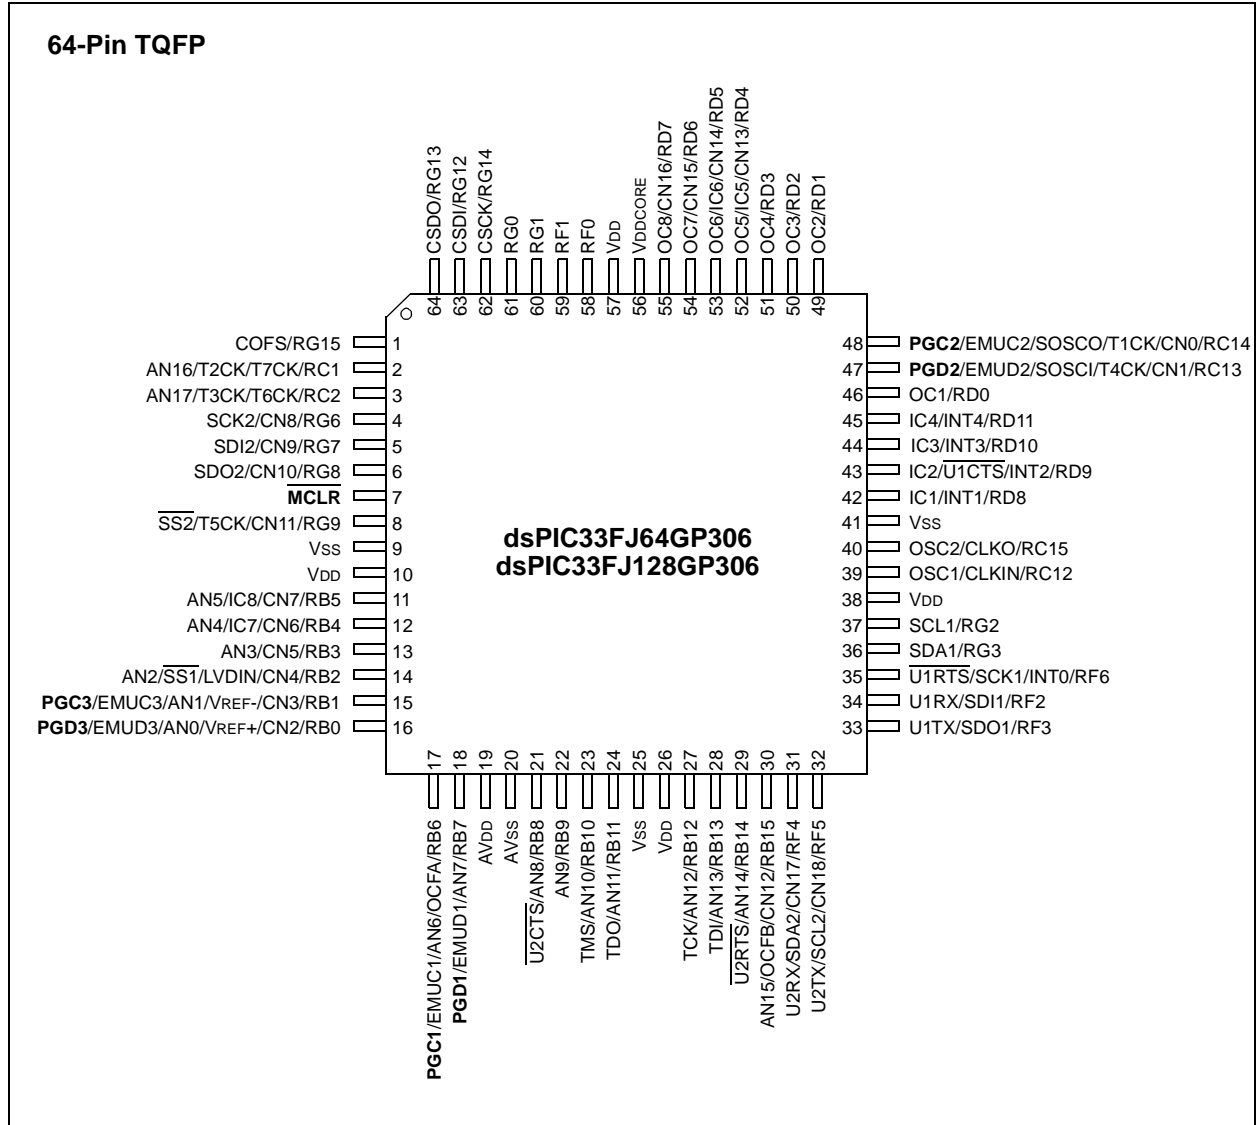 64-Pin TQFP
CSDO/RG13
CSDI/RG12
CSCK/RG14
RG0
RG1
RF1
RF0
VDD
VDDCORE
OC8/CN16/RD7
OC7/CN15/RD6
OC6/IC6/CN14/RD5
OC5/IC5/CN13/RD4
OC4/RD3
OC3/RD2
OC2/RD1
64
63
62
61
60
59
58
57
56
55
54
53
52
51
50
49
COFS/RG15 1
AN16/T2CK/T7CK/RC1 2
AN17/T3CK/T6CK/RC2 3
SCK2/CN8/RG6 4
SDI2/CN9/RG7 5
SDO2/CN10/RG8 6
MCLR 7
SS2/T5CK/CN11/RG9 8
VSS 9
VDD 10
AN5/IC8/CN7/RB5 11
AN4/IC7/CN6/RB4 12
AN3/CN5/RB3 13
AN2/SS1/LVDIN/CN4/RB2 14
PGC3/EMUC3/AN1/VREF-/CN3/RB1 15
PGD3/EMUD3/AN0/VREF+/CN2/RB0 16
dsPIC33FJ64GP306
dsPIC33FJ128GP306
48 PGC2/EMUC2/SOSCO/T1CK/CN0/RC14
47 PGD2/EMUD2/SOSCI/T4CK/CN1/RC13
46 OC1/RD0
45 IC4/INT4/RD11
44 IC3/INT3/RD10
43 IC2/U1CTS/INT2/RD9
42 IC1/INT1/RD8
41 VSS
40 OSC2/CLKO/RC15
39 OSC1/CLKIN/RC12
38 VDD
37 SCL1/RG2
36 SDA1/RG3
35 U1RTS/SCK1/INT0/RF6
34 U1RX/SDI1/RF2
33 U1TX/SDO1/RF3
17
18
19
20
21
22
23
24
25
26
27
28
29
30
31
32
PGC1/EMUC1/AN6/OCFA/RB6
PGD1/EMUD1/AN7/RB7
AVDD
AVSS
U2CTS/AN8/RB8
AN9/RB9
TMS/AN10/RB10
TDO/AN11/RB11
VSS
VDD
TCK/AN12/RB12
TDI/AN13/RB13
U2RTS/AN14/RB14
AN15/OCFB/CN12/RB15
U2RX/SDA2/CN17/RF4
U2TX/SCL2/CN18/RF5